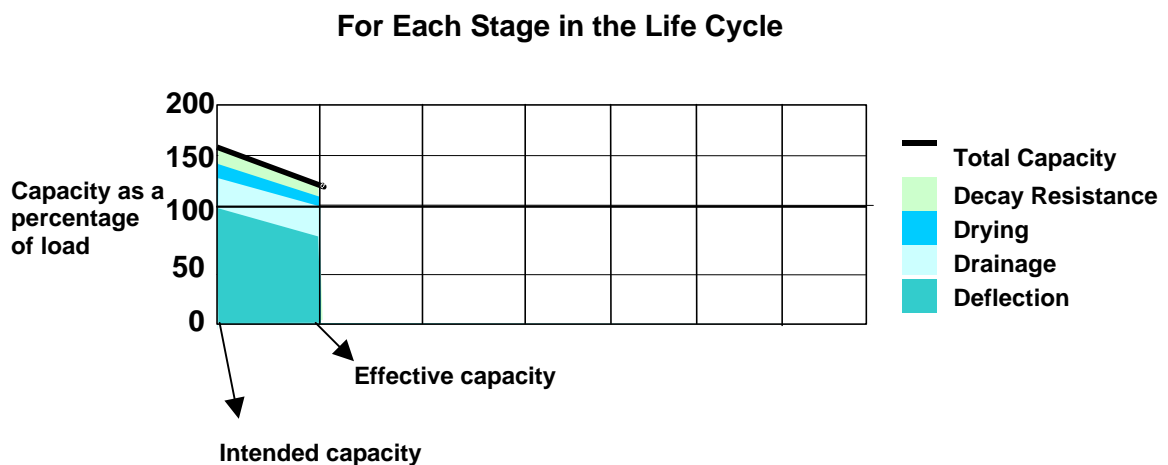 For Each Stage in the Life Cycle
200
150
100
50
0
Capacity as a
percentage
of load
Total Capacity
Decay Resistance
Drying
Drainage
Deflection
Effective capacity
Intended capacity